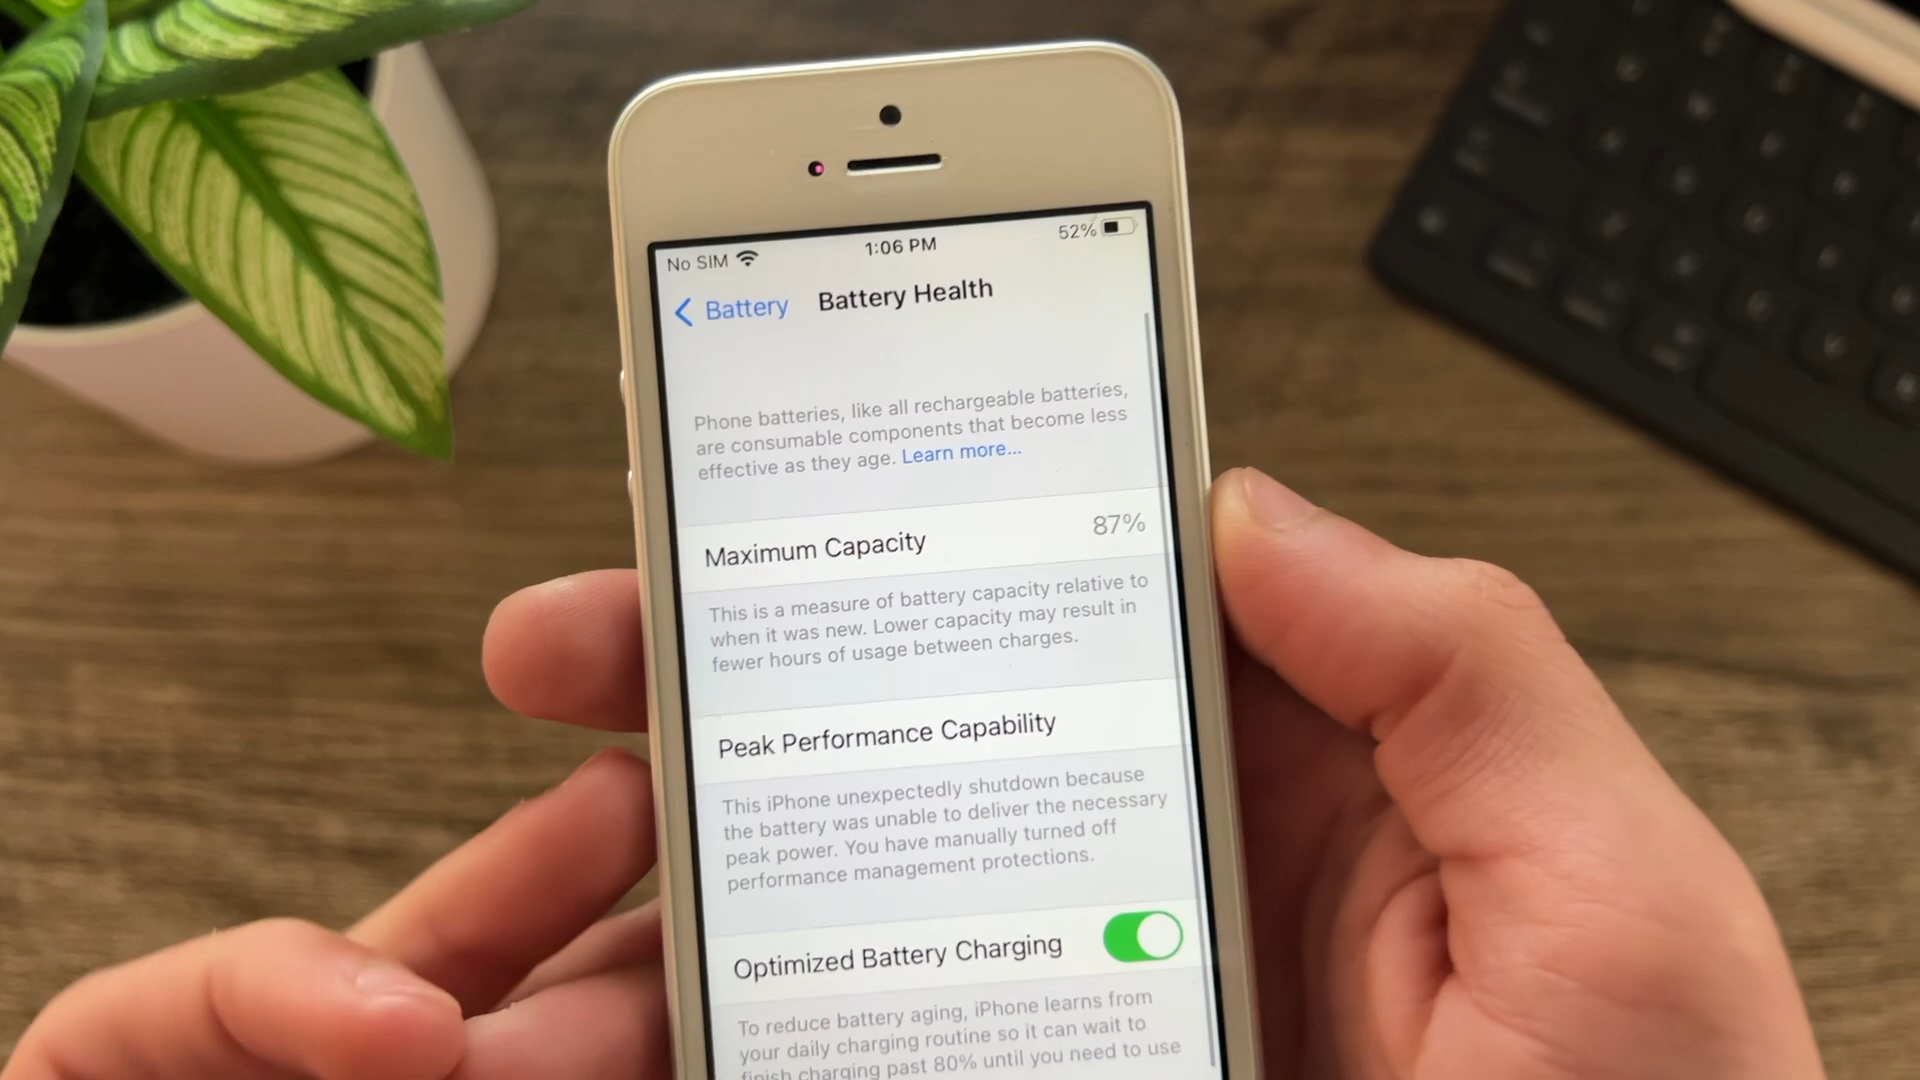 No SIM 1:06 PM 52%
Battery Battery Health
Phone batteries, like all rechargeable batteries,
are consumable components that become less
effective as they age. Learn more...
Maximum Capacity 87%
This is a measure of battery capacity relative to
when it was new. Lower capacity may result in
fewer hours of usage between charges.
Peak Performance Capability
This iPhone unexpectedly shutdown because
the battery was unable to deliver the necessary
peak power. You have manually turned off
performance management protections.
Optimized Battery Charging
To reduce battery aging, iPhone learns from
your daily charging routine so it can wait to
finish charging past 80% until you need to use